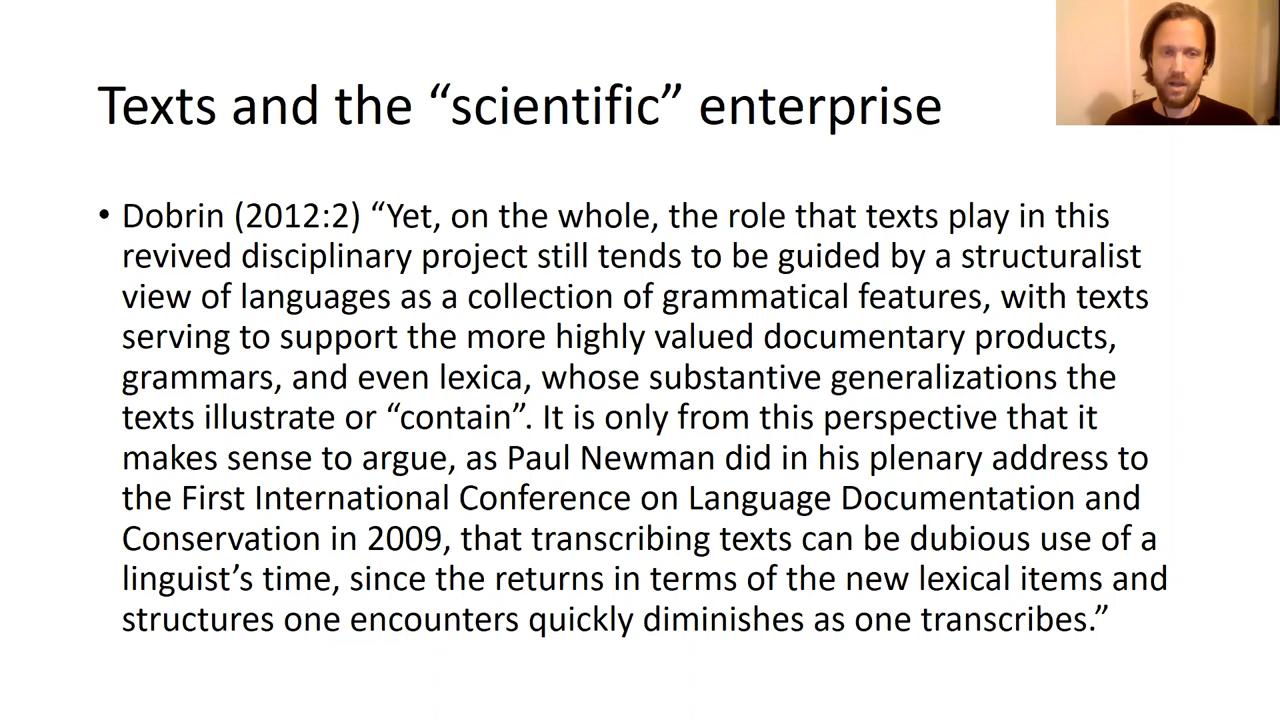 Texts and the “scientific” enterprise
• Dobrin (2012:2) “Yet, on the whole, the role that texts play in this
revived disciplinary project still tends to be guided by a structuralist
view of languages as a collection of grammatical features, with texts
serving to support the more highly valued documentary products,
grammars, and even lexica, whose substantive generalizations the
texts illustrate or “contain”. It is only from this perspective that it
makes sense to argue, as Paul Newman did in his plenary address to
the First International Conference on Language Documentation and
Conservation in 2009, that transcribing texts can be dubious use of a
linguist’s time, since the returns in terms of the new lexical items and
structures one encounters quickly diminishes as one transcribes.”